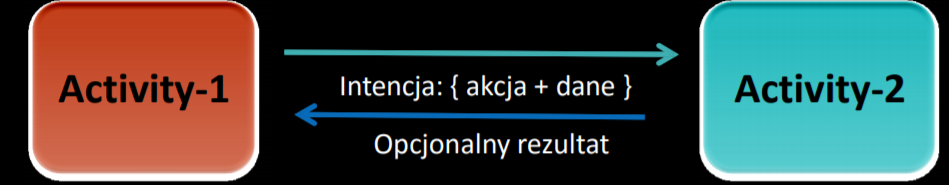 Activity-1
Intencja: { akcja + dane }
Opcjonalny rezultat
Activity-2